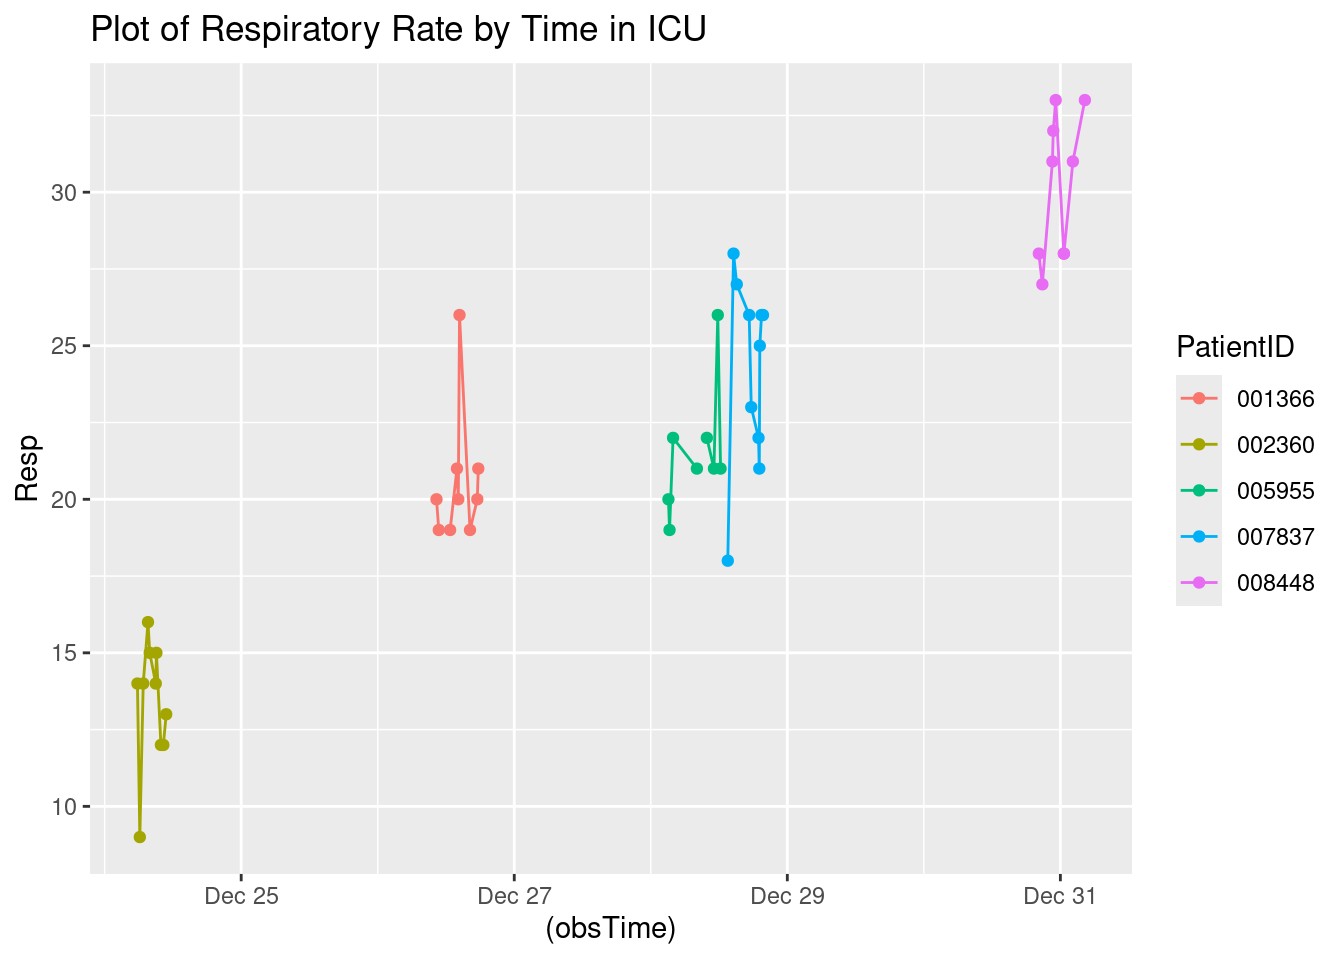 Plot of Respiratory Rate by Time in ICU
30
25
20
15
10
Resp
Dec 25
Dec 27
Dec 29
Dec 31
(obsTime)
PatientID
001366
002360
005955
007837
008448